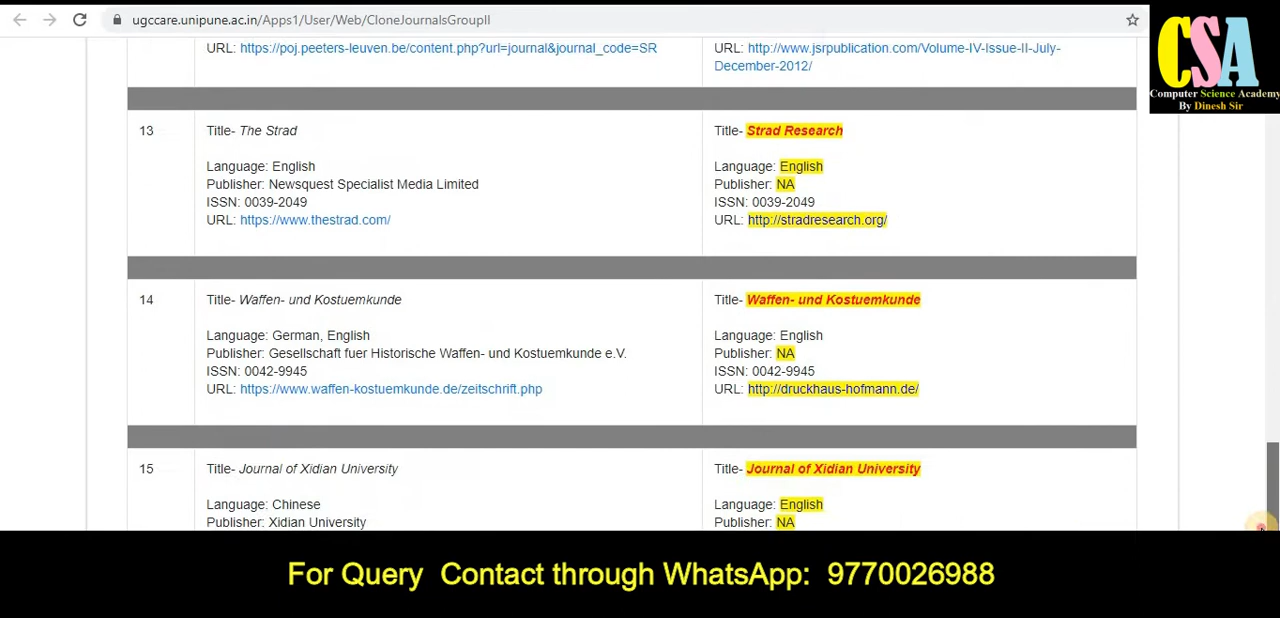 ugccare.unipune.ac.in/Apps1/User/Web/CloneJournalsGroupII
CSA
Computer Science Academy
By Dinesh Sir
URL: https://poj.peeters-leuven.be/content.php?url=journal&journal_code=SR
URL: http://www.jsrpublication.com/Volume-IV-Issue-II-July-
December-2012/
13
Title- The Strad
Language: English
Publisher: Newsquest Specialist Media Limited
ISSN: 0039-2049
URL: https://www.thestrad.com/
Title- Strad Research
Language: English
Publisher: NA
ISSN: 0039-2049
URL: http://stradresearch.org/
14
Title- Waffen- und Kostuemkunde
Language: German, English
Publisher: Gesellschaft fuer Historische Waffen- und Kostuemkunde e.V.
ISSN: 0042-9945
URL: https://www.waffen-kostuemkunde.de/zeitschrift.php
Title- Waffen- und Kostuemkunde
Language: English
Publisher: NA
ISSN: 0042-9945
URL: http://druckhaus-hofmann.de/
15
Title- Journal of Xidian University
Language: Chinese
Publisher: Xidian University
Title- Journal of Xidian University
Language: English
Publisher: NA
For Query Contact through WhatsApp: 9770026988